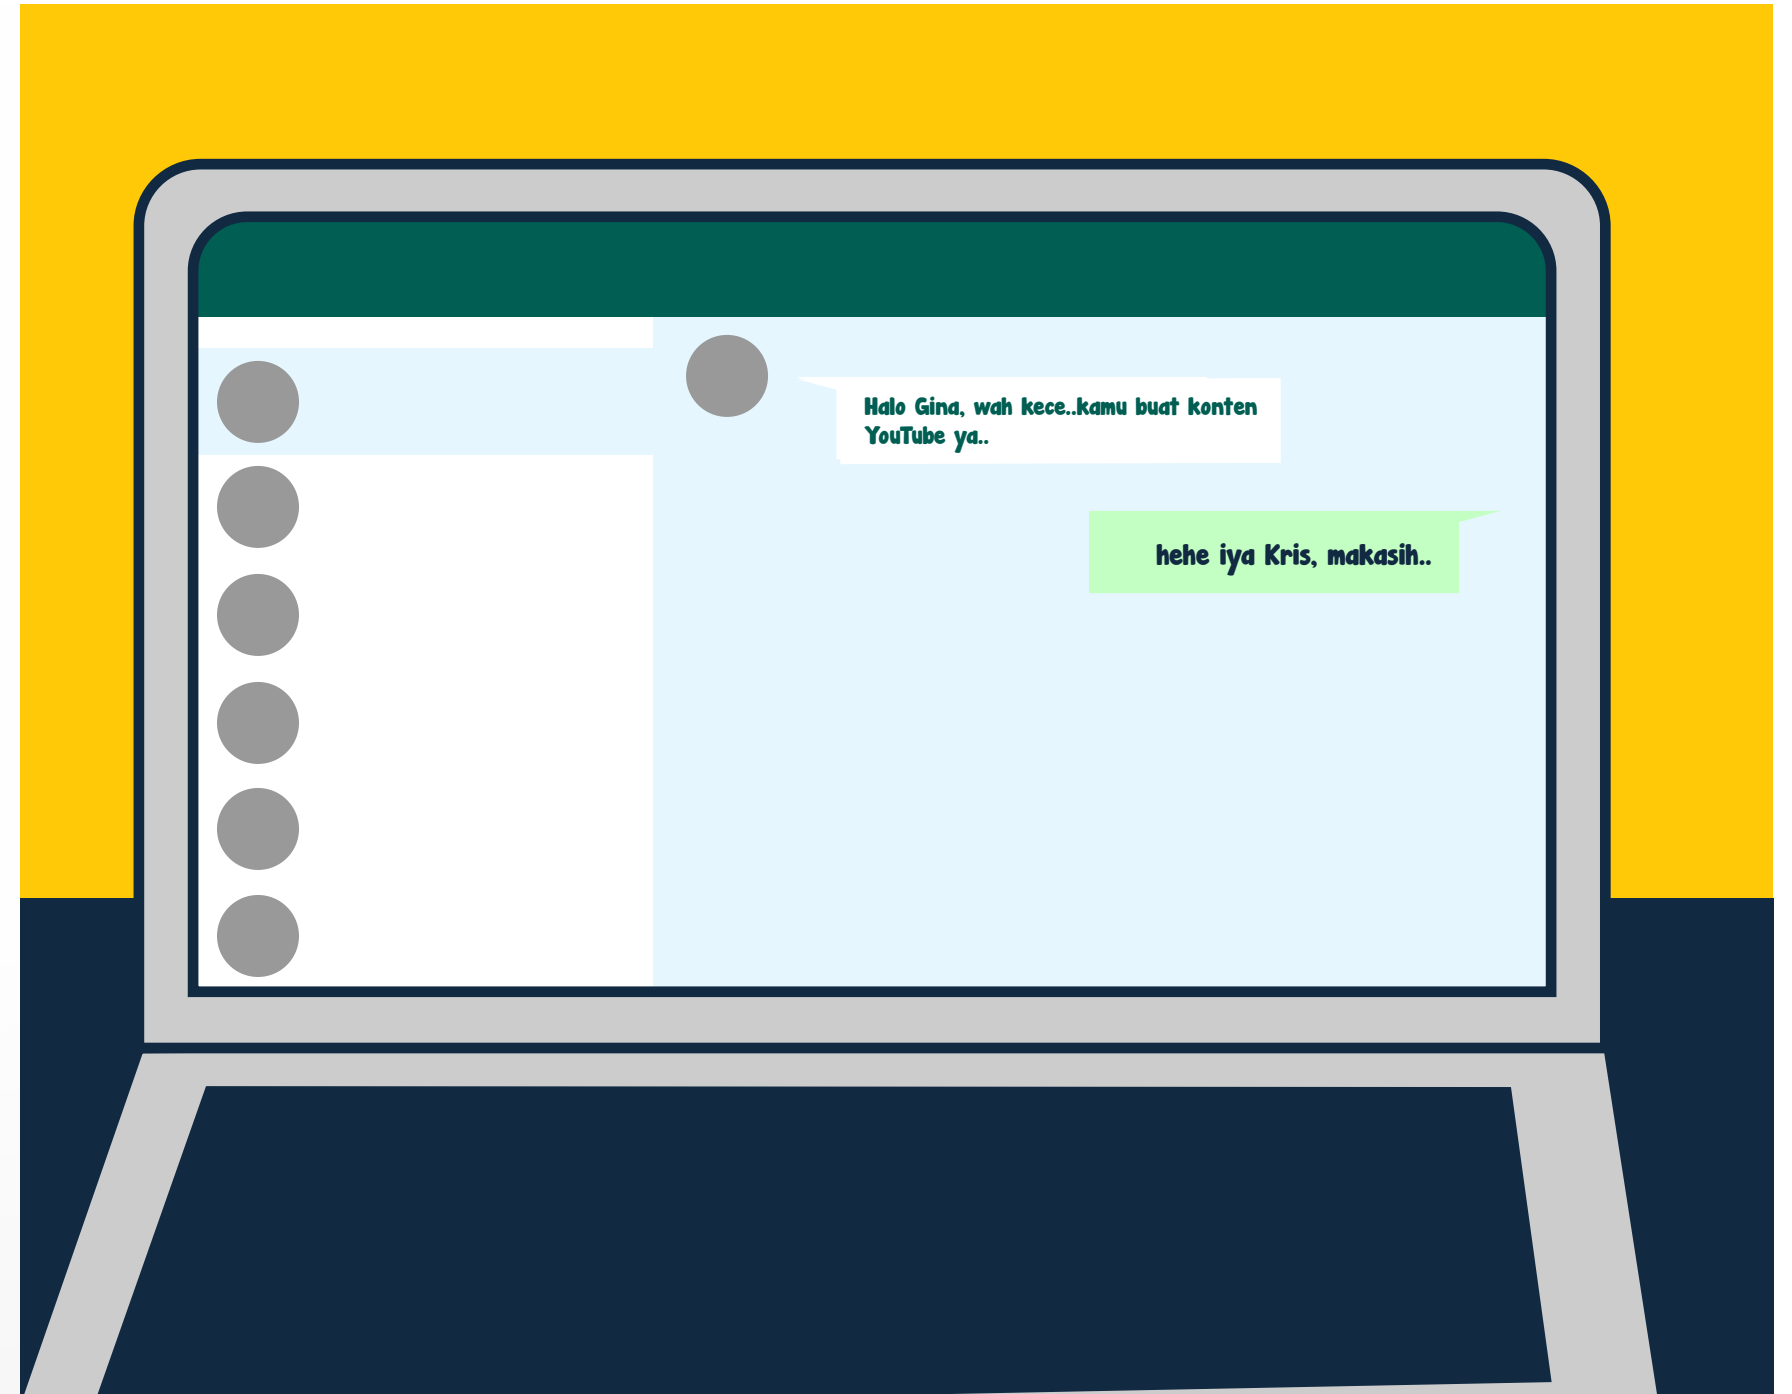 Halo Gina, wah kece..kamu buat konten
YouTube ya..
hehe iya Kris, makasih..